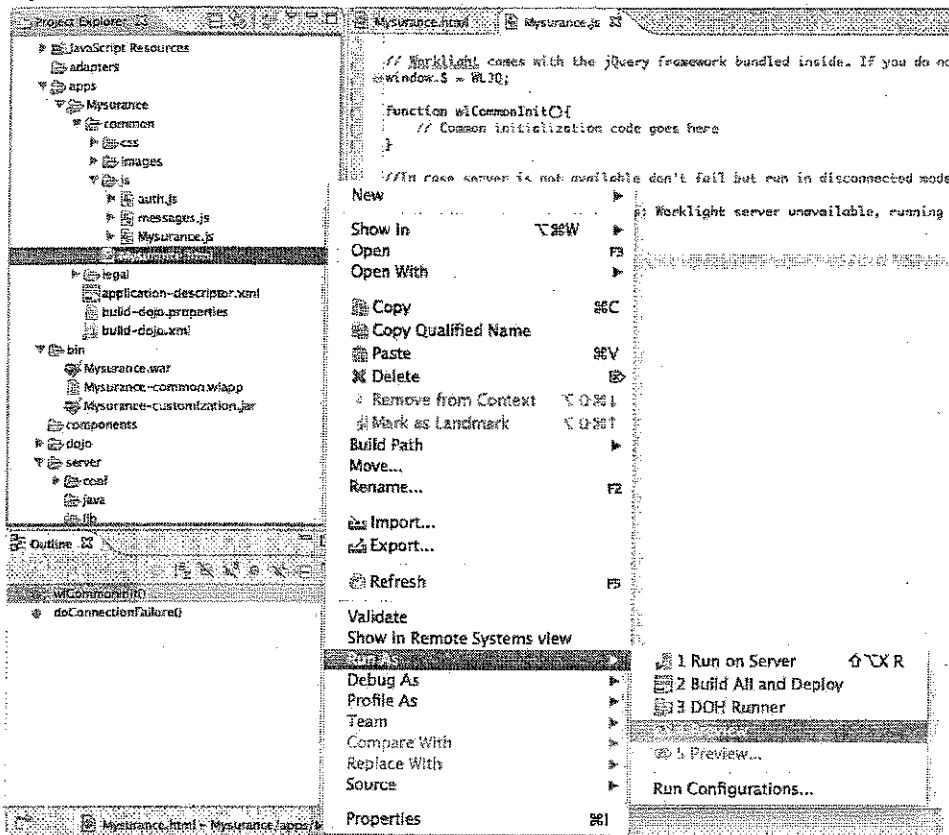 Project Explore
JavaScript Resources
adapters
apps
Mysurance
common
css
images
js
auth.js
messages.js
Mysurance.js
Mysurance.html
legal
application-descriptor.xml
build-dojo.properties
build-dojo.xml
bin
Mysurance.war
Mysurance-common.wlapp
Mysurance-customization.jar
components
dojo
server
conf
java
lib
Outline
wlCommonInit()
doConnectionFailure()
Mysurance.html - Mysurance/apps/
Mysurance.html
Mysurance.js
// Worklight comes with the jQuery framework bundled inside. If you do no
window.$ = WLJQ;
function wlCommonInit(){
// Common initialization code goes here
}
//In case server is not available don't fail but run in disconnected mode
: Worklight server unavailable, running
New
Show In ⌥⌘W
Open F3
Open With
Copy ⌘C
Copy Qualified Name
Paste ⌘V
Delete ⌦
Remove from Context ⌥⇧⌘↓
Mark as Landmark ⌥⇧⌘↑
Build Path
Move...
Rename... F2
Import...
Export...
Refresh F5
Validate
Show in Remote Systems view
Run As
Debug As
Profile As
Team
Compare With
Replace With
Source
Properties ⌘I
1 Run on Server ⇧⌥X R
2 Build All and Deploy
3 DOH Runner
5 Preview...
Run Configurations...